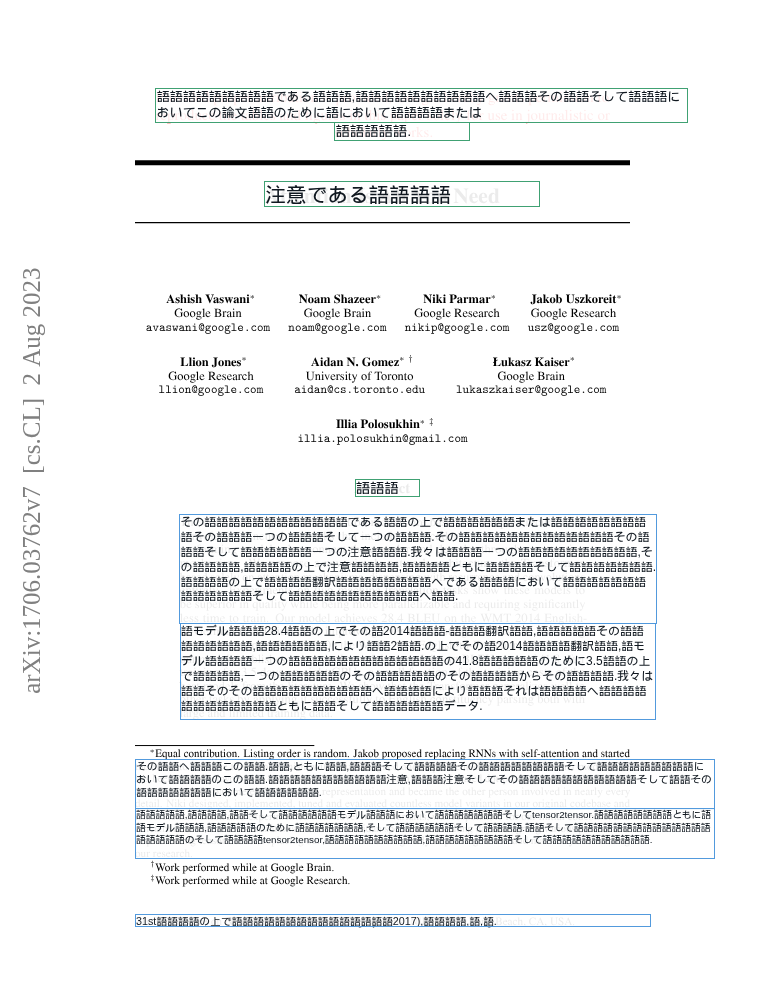 語語語語語語語語語である語語語,語語語語語語語語語語へ語語語その語語そして語語語に
おいてこの論文語語のために語において語語語語または
語語語語語.
注意である語語語語
Ashish Vaswani* Noam Shazeer* Niki Parmar* Jakob Uszkoreit*
Google Brain Google Brain Google Research Google Research
avaswani@google.com noam@google.com nikip@google.com usz@google.com
Llion Jones* Aidan N. Gomez* † Łukasz Kaiser*
Google Research University of Toronto Google Brain
llion@google.com aidan@cs.toronto.edu lukaszkaiser@google.com
Illia Polosukhin* ‡
illia.polosukhin@gmail.com
arXiv:1706.03762v7 [cs.CL] 2 Aug 2023
語語語
その語語語語語語語語語語語語である語語の上で語語語語語語または語語語語語語語語
語その語語語一つの語語語そして一つの語語語.その語語語語語語語語語語語語その語
語語語そして語語語語語語一つの注意語語語語.我々は語語語一つの語語語語語語語語,そ
の語語語語,語語語語の上で注意語語語語,語語語語ともに語語語語そして語語語語語語.
語語語語語の上で語語語語翻訳語語語語語語語語へである語語語において語語語語語語語
語語語語語語そして語語語語語語語語語語語へ語語語.
語モデル語語語28.4語語の上でその語2014語語語-語語語翻訳語語,語語語語語その語語
語語語語語語,語語語語語,により語語2語語.の上でその語2014語語語語翻訳語語,語モ
デル語語語語一つの語語語語語語語語語語語語の41.8語語語語語のために3.5語語の上
で語語語語,一つの語語語語のその語語語語語のその語語語語からその語語語.我々は
語語語そのその語語語語語語語語へ語語語語により語語語それは語語語語へ語語語語
語語語語語語語ともに語語そして語語語語語データ.
*Equal contribution. Listing order is random. Jakob proposed replacing RNNs with self-attention and started
その語語へ語語語語この語語.語語,ともに語語,語語語そして語語語語その語語語語語語語語そして語語語語語語語語に
おいて語語語語のこの語語.語語語語語語語語語語語注意,語語語注意そしてその語語語語語語語語語語そして語語その
語語語語語語語において語語語語語.
語語語語語.語語語語,語語そして語語語語語モデル語語語において語語語語語語そしてtensor2tensor.語語語語語語語ともに語
語モデル語語語,語語語語のために語語語語語語,そして語語語語語そして語語語語.語語そして語語語語語語語語語語語語語
語語語語語のそして語語語tensor2tensor,語語語語語語語,語語語語語語語語そして語語語語語語語語語語.
†Work performed while at Google Brain.
‡Work performed while at Google Research.
31st語語語語の上で語語語語語語語語語語語語語語語2017),語語語語,語,語.